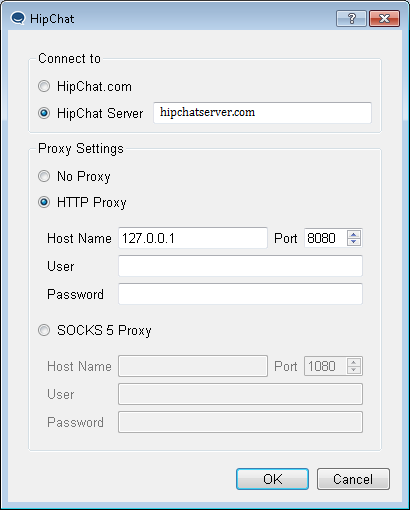 HipChat
Connect to
HipChat.com
HipChat Server hipchatserver.com
Proxy Settings
No Proxy
HTTP Proxy
Host Name 127.0.0.1 Port 8080
User
Password
SOCKS 5 Proxy
Host Name Port 1080
User
Password
OK Cancel